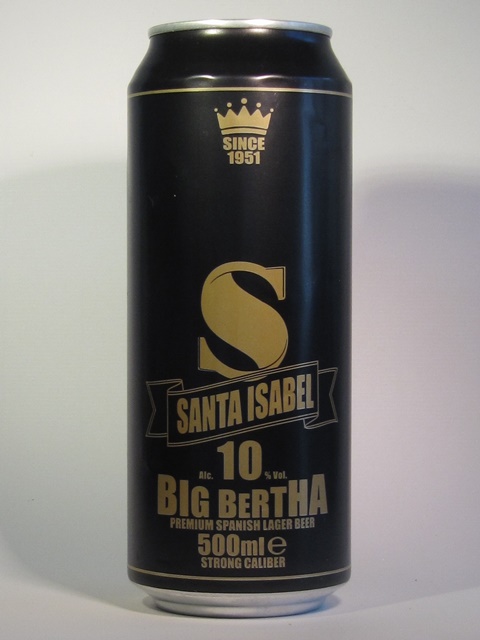 SINCE
1951
S
SANTA ISABEL
Alc. 10 % Vol.
BIG BERTHA
PREMIUM SPANISH LAGER BEER
500ml e
STRONG CALIBER